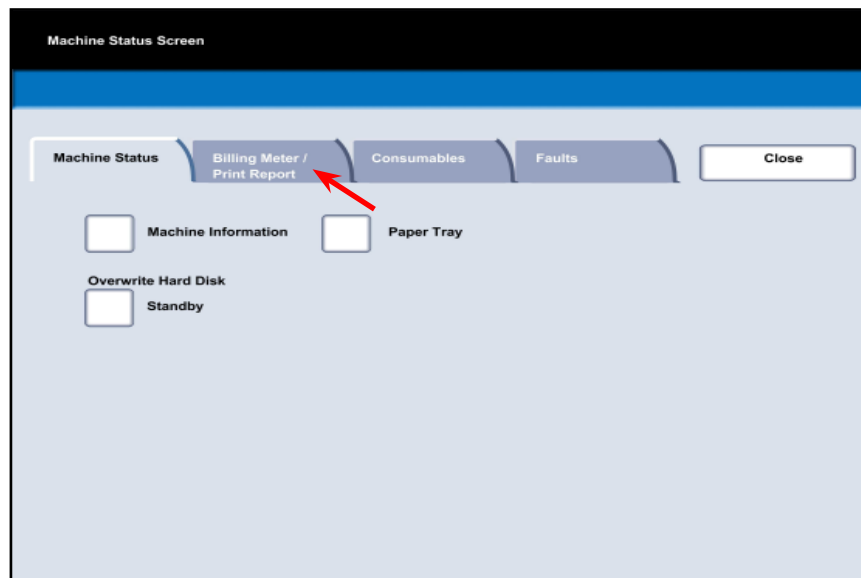 Machine Status Screen
Machine Status
Billing Meter /
Print Report
Consumables
Faults
Close
Machine Information
Paper Tray
Overwrite Hard Disk
Standby